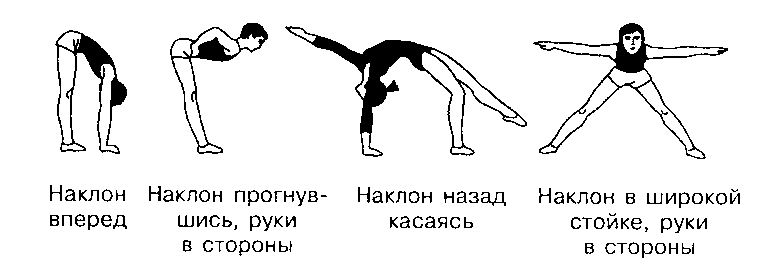 Наклон
вперед
Наклон прогнув-
шись, руки
в стороны
Наклон назад
касаясь
Наклон в широкой
стойке, руки
в стороны